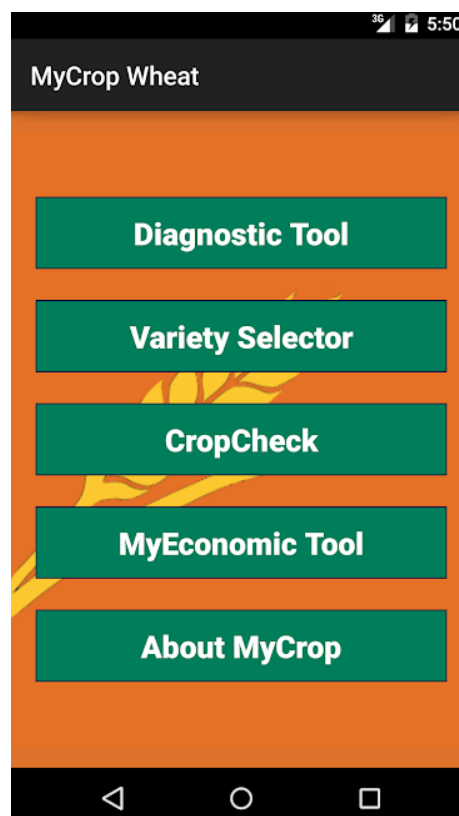 3G 5:50
MyCrop Wheat
Diagnostic Tool
Variety Selector
CropCheck
MyEconomic Tool
About MyCrop